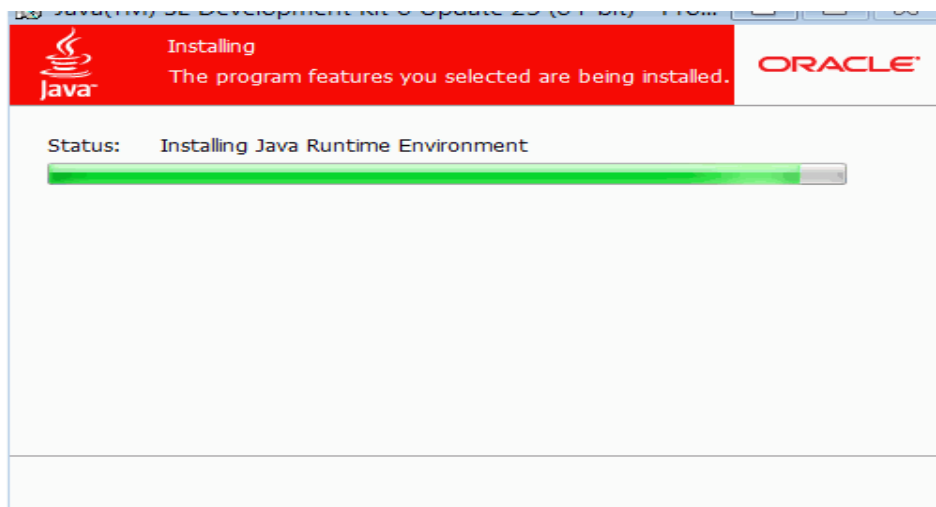 Installing
The program features you selected are being installed.
Java
ORACLE
Status: Installing Java Runtime Environment